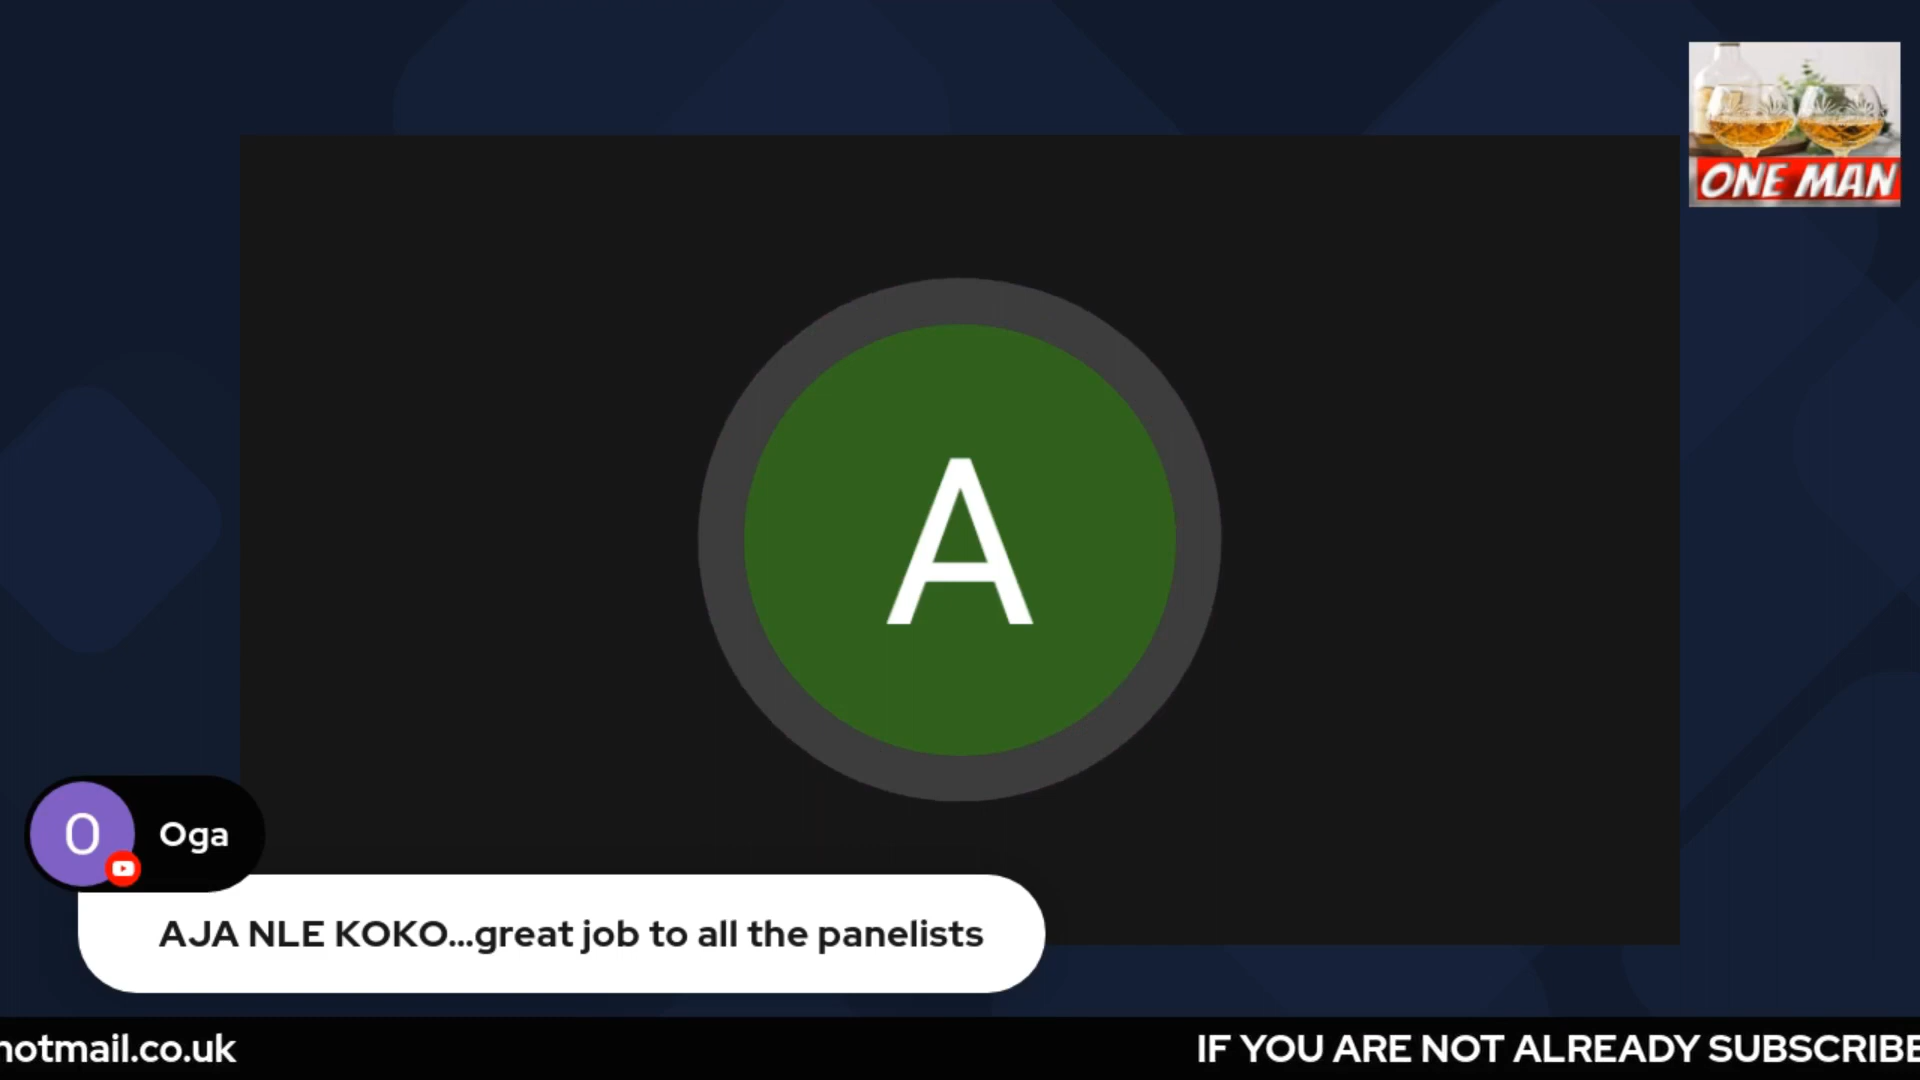 ONE MAN
A
O
Oga
AJA NLE KOKO...great job to all the panelists
hotmail.co.uk
IF YOU ARE NOT ALREADY SUBSCRIBE